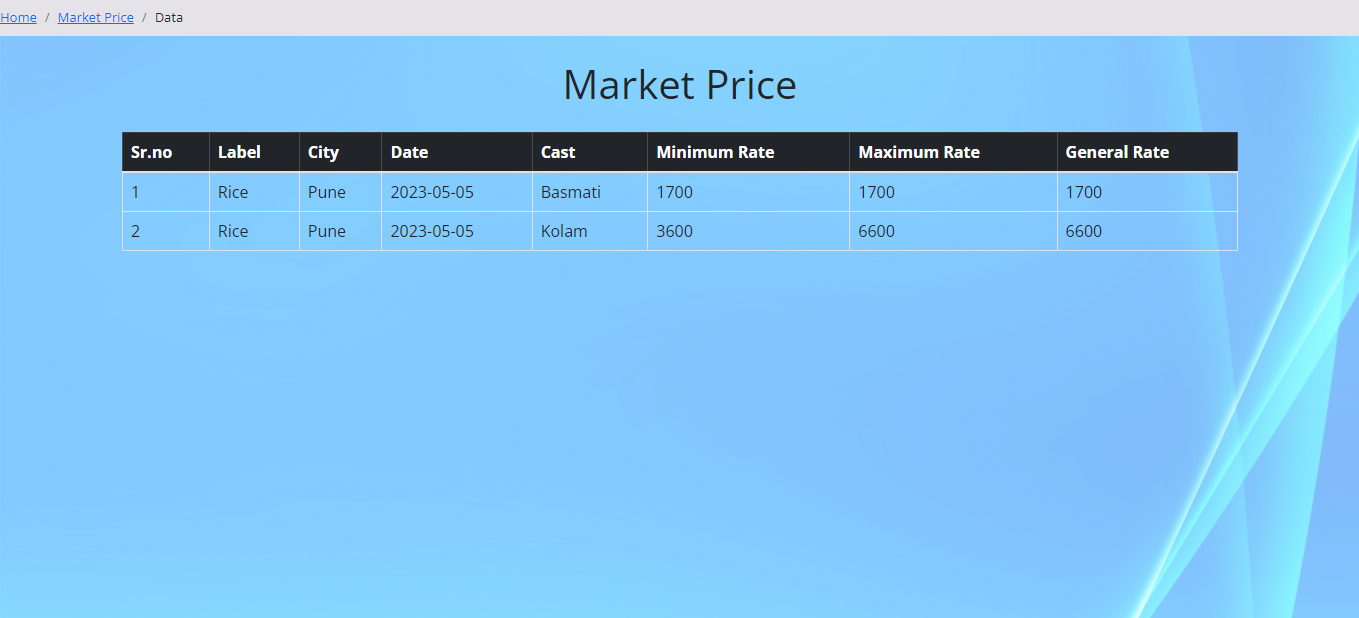 Home / Market Price / Data
Market Price
Sr.no Label City Date Cast Minimum Rate Maximum Rate General Rate
1 Rice Pune 2023-05-05 Basmati 1700 1700 1700
2 Rice Pune 2023-05-05 Kolam 3600 6600 6600